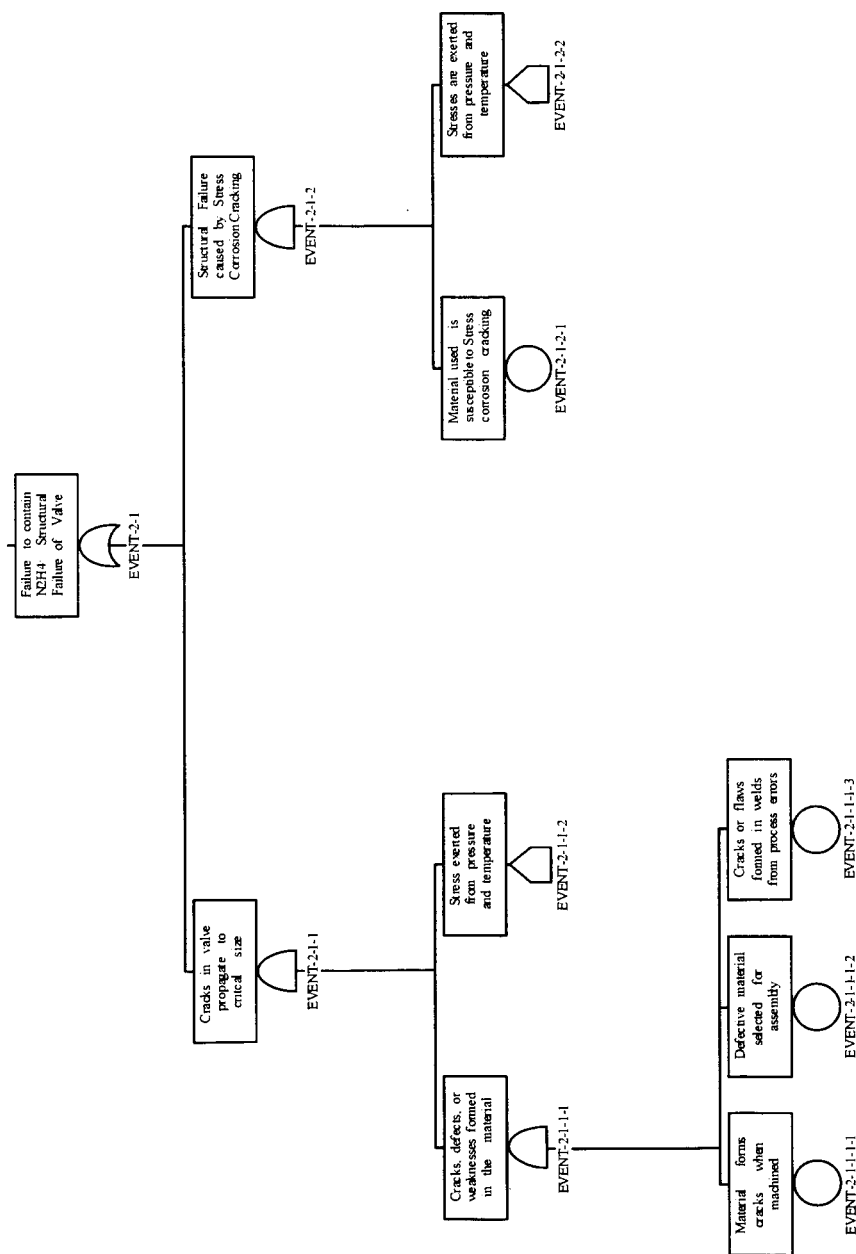 Failure to contain
N2H4: Structural
Failure of Valve
EVENT-2-1
Cracks in valve
propagate to
critical size
EVENT-2-1-1
Structural Failure
caused by Stress
Corrosion Cracking
EVENT-2-1-2
Cracks, defects, or
weaknesses formed
in the material
EVENT-2-1-1-1
Stress exerted
from pressure
and temperature
EVENT-2-1-1-2
Material used is
susceptible to Stress
corrosion cracking
EVENT-2-1-2-1
Stresses are exerted
from pressure and
temperature
EVENT-2-1-2-2
Material forms
cracks when
machined
EVENT-2-1-1-1-1
Defective material
selected for
assembly
EVENT-2-1-1-1-2
Cracks or flaws
formed in welds
from process errors
EVENT-2-1-1-1-3